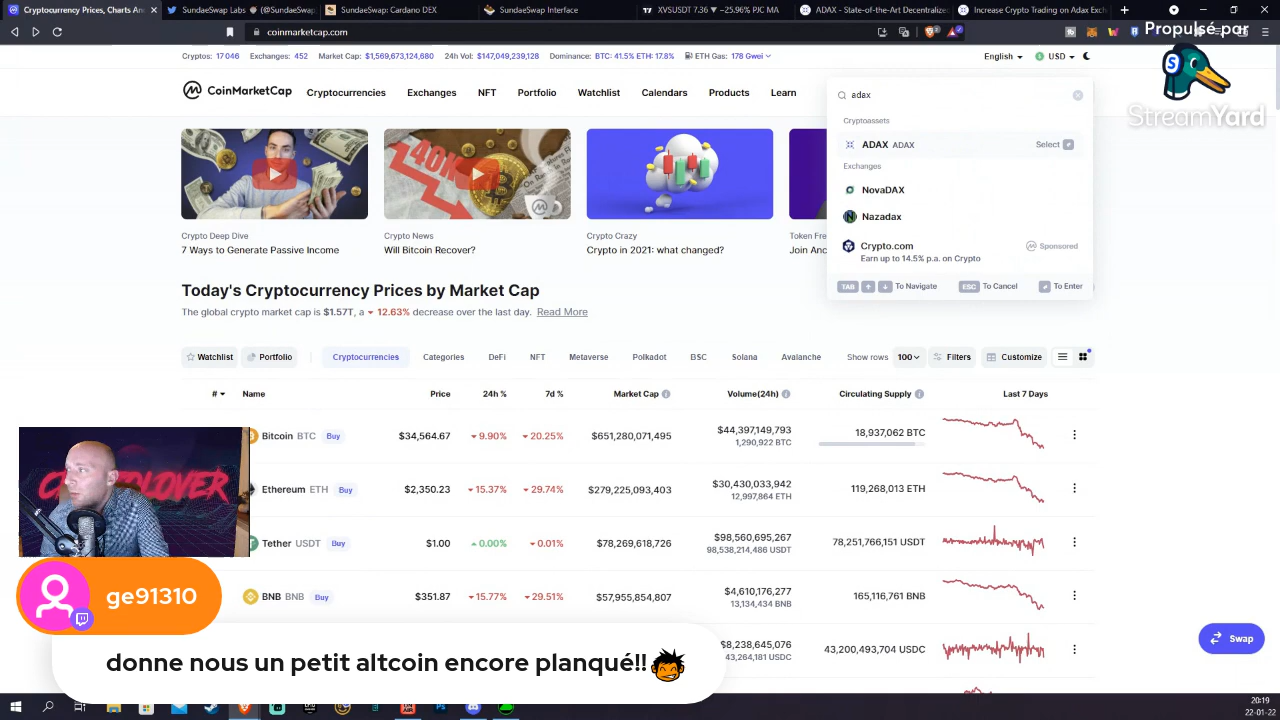 Cryptocurrency Prices, Charts An
SundaeSwap
SundaeSwap: Cardano DEX
Twitter
XVSUSDT 7.36 ▼ −25.96% PIC/MA
ADAX - State-of-the-Art Decentralized
Propulsé par
StreamYard
coinmarketcap.com
Cryptos: 17 046 Exchanges: 452 Market Cap: $1,569,673,124,680 24h Vol: $147,049,239,128 Dominance: BTC: 41.5% ETH: 17.8% ETH Gas: 178 Gwei
English USD
CoinMarketCap Cryptocurrencies Exchanges NFT Portfolio Watchlist Calendars Products Learn
adax
Cryptoassets
ADAX ADAX Select
Exchanges
NovaDAX
Nazadax
Crypto.com Sponsored
Earn up to 14.5% p.a. on Crypto
TAB To Navigate ESC To Cancel To Enter
40K
Crypto Deep Dive
7 Ways to Generate Passive Income
Crypto News
Will Bitcoin Recover?
Crypto Crazy
Crypto in 2021: what changed?
Token Fre
Join Anc
Today's Cryptocurrency Prices by Market Cap
The global crypto market cap is $1.57T, a 12.63% decrease over the last day. Read More
Watchlist Portfolio Cryptocurrencies Categories DeFi NFT Metaverse Polkadot BSC Solana Avalanche Show rows 100 Filters Customize
# Name Price 24h % 7d % Market Cap Volume(24h) Circulating Supply Last 7 Days
Bitcoin BTC Buy $34,564.67 9.90% 20.25% $651,280,071,495 $44,397,149,793 18,937,062 BTC
1,290,922 BTC
Ethereum ETH Buy $2,350.23 15.37% 29.74% $279,225,093,403 $30,430,033,942 119,268,013 ETH
12,997,864 ETH
Tether USDT Buy $1.00 0.00% 0.01% $78,269,618,726 $98,560,695,267 78,251,766,151 USDT
98,538,214,486 USDT
BNB BNB Buy $351.87 15.77% 29.51% $57,955,854,807 $4,610,176,277 165,116,761 BNB
13,134,434 BNB
$8,238,645,076 43,200,493,704 USDC
43,264,181 USDC
Swap
ge91310
donne nous un petit altcoin encore planqué!!
20:19
22-01-22